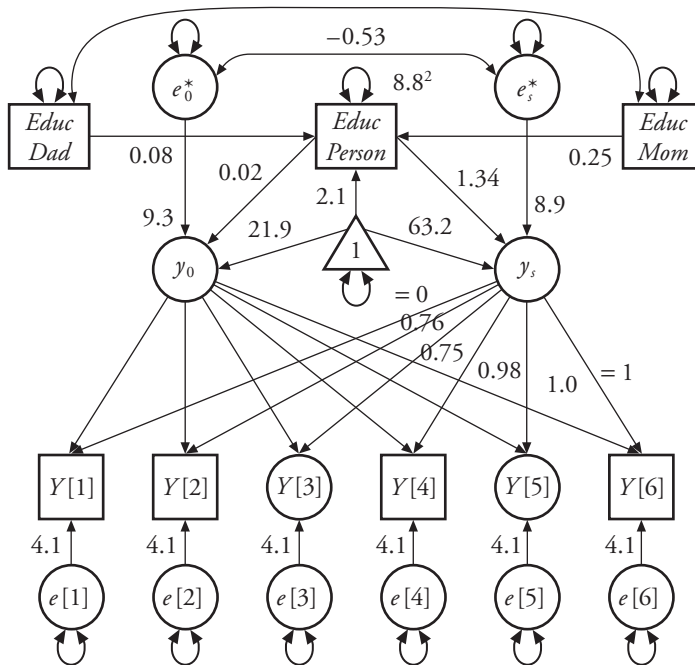 −0.53
e*0
e*s
8.8²
Educ
Dad
Educ
Person
Educ
Mom
0.08
0.02
2.1
1.34
0.25
9.3
21.9
63.2
8.9
y0
1
ys
= 0
0.76
0.75
0.98
1.0
= 1
Y[1]
Y[2]
Y[3]
Y[4]
Y[5]
Y[6]
4.1
4.1
4.1
4.1
4.1
4.1
e[1]
e[2]
e[3]
e[4]
e[5]
e[6]